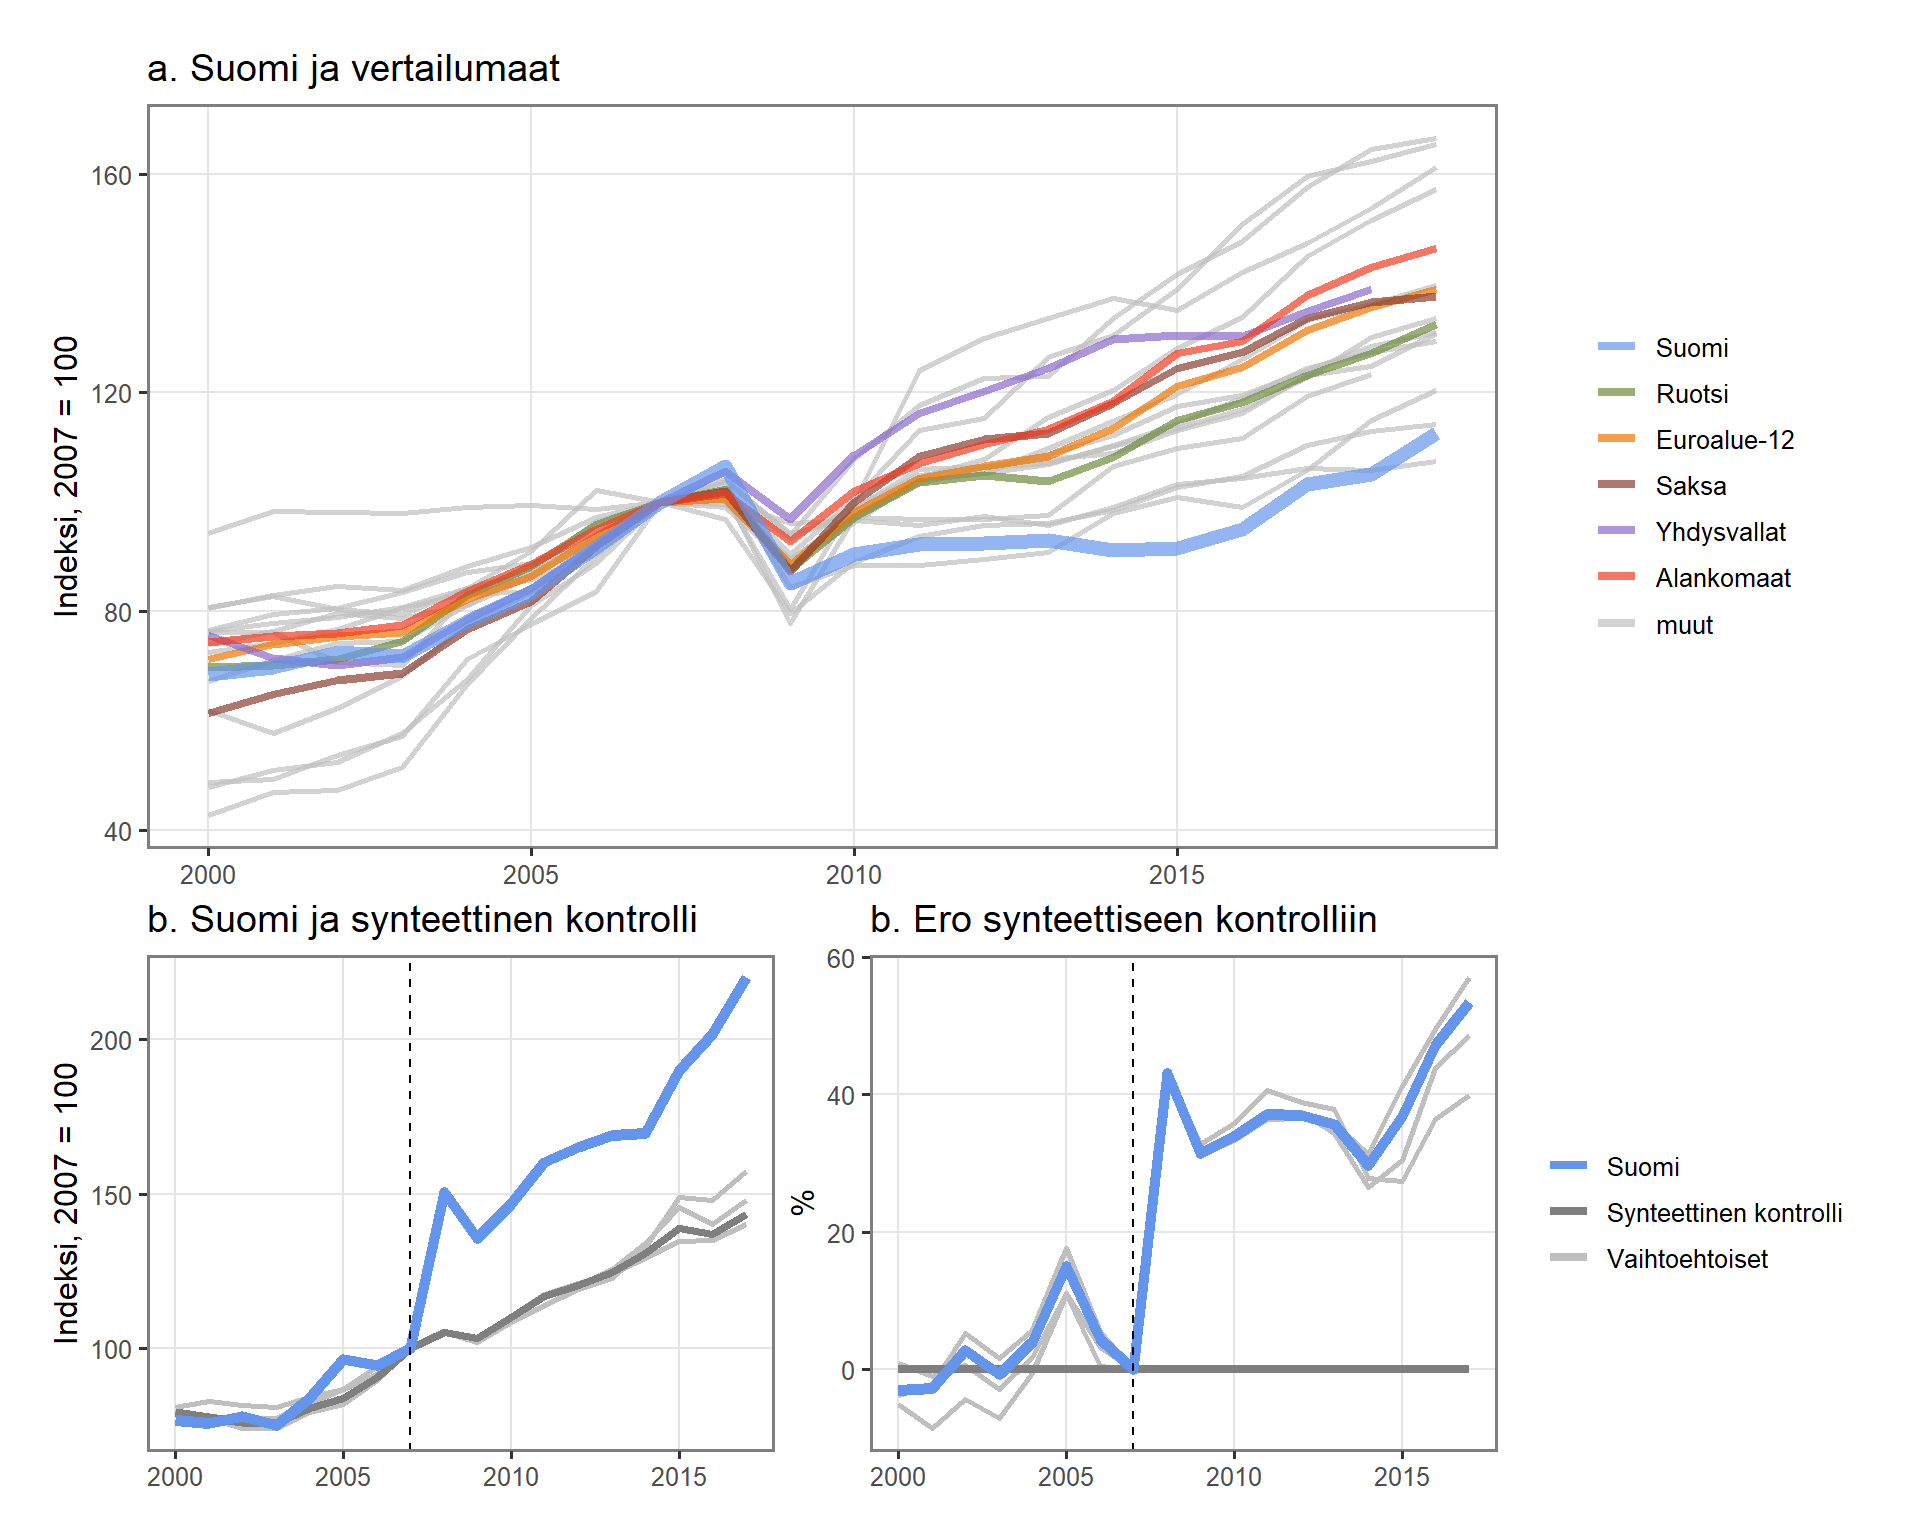 a. Suomi ja vertailumaat
Indeksi, 2007 = 100
160
120
80
40
2000
2005
2010
2015
Suomi
Ruotsi
Euroalue-12
Saksa
Yhdysvallat
Alankomaat
muut
b. Suomi ja synteettinen kontrolli
Indeksi, 2007 = 100
200
150
100
2000
2005
2010
2015
b. Ero synteettiseen kontrolliin
%
60
40
20
0
2000
2005
2010
2015
Suomi
Synteettinen kontrolli
Vaihtoehtoiset